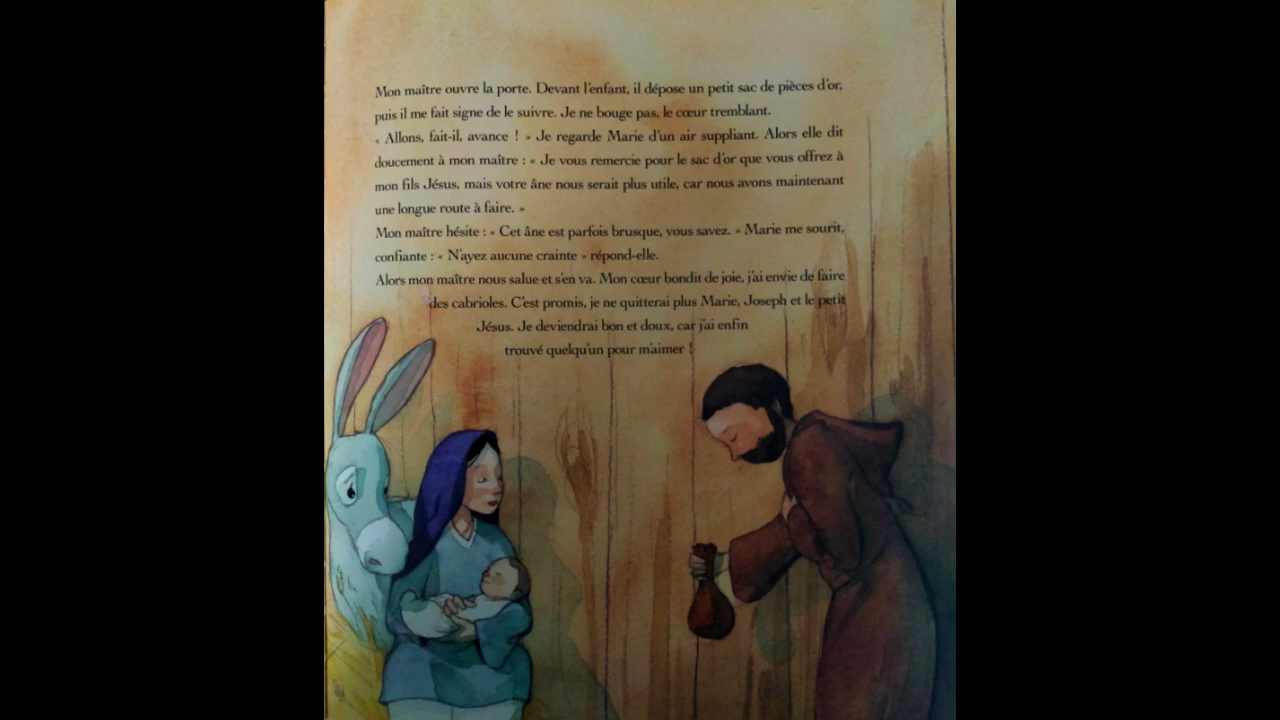 Mon maître ouvre la porte. Devant l'enfant, il dépose un petit sac de pièces d'or,
puis il me fait signe de le suivre. Je ne bouge pas, le cœur tremblant.
« Allons, fait-il, avance ! » Je regarde Marie d'un air suppliant. Alors elle dit
doucement à mon maître : « Je vous remercie pour le sac d'or que vous offrez à
mon fils Jésus, mais votre âne nous serait plus utile, car nous avons maintenant
une longue route à faire. »
Mon maître hésite : « Cet âne est parfois brusque, vous savez. » Marie me sourit,
confiante : « N'ayez aucune crainte » répond-elle.
Alors mon maître nous salue et s'en va. Mon cœur bondit de joie, j'ai envie de faire
des cabrioles. C'est promis, je ne quitterai plus Marie, Joseph et le petit
Jésus. Je deviendrai bon et doux, car j'ai enfin
trouvé quelqu'un pour m'aimer !